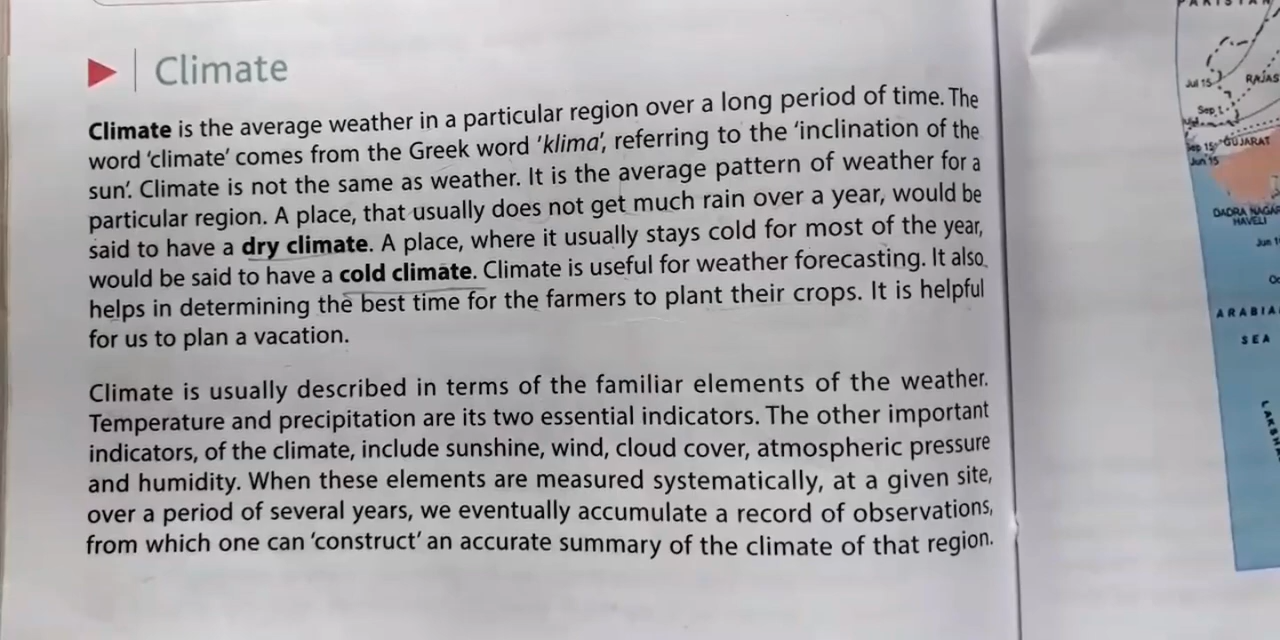 Climate
Climate is the average weather in a particular region over a long period of time. The
word ‘climate’ comes from the Greek word ‘klima’, referring to the ‘inclination of the
sun’. Climate is not the same as weather. It is the average pattern of weather for a
particular region. A place, that usually does not get much rain over a year, would be
said to have a dry climate. A place, where it usually stays cold for most of the year,
would be said to have a cold climate. Climate is useful for weather forecasting. It also
helps in determining the best time for the farmers to plant their crops. It is helpful
for us to plan a vacation.
Climate is usually described in terms of the familiar elements of the weather.
Temperature and precipitation are its two essential indicators. The other important
indicators, of the climate, include sunshine, wind, cloud cover, atmospheric pressure
and humidity. When these elements are measured systematically, at a given site,
over a period of several years, we eventually accumulate a record of observations,
from which one can ‘construct’ an accurate summary of the climate of that region.
Jul 15
Sep 1
GUJARAT
Jun 15
HAVELI
SEA